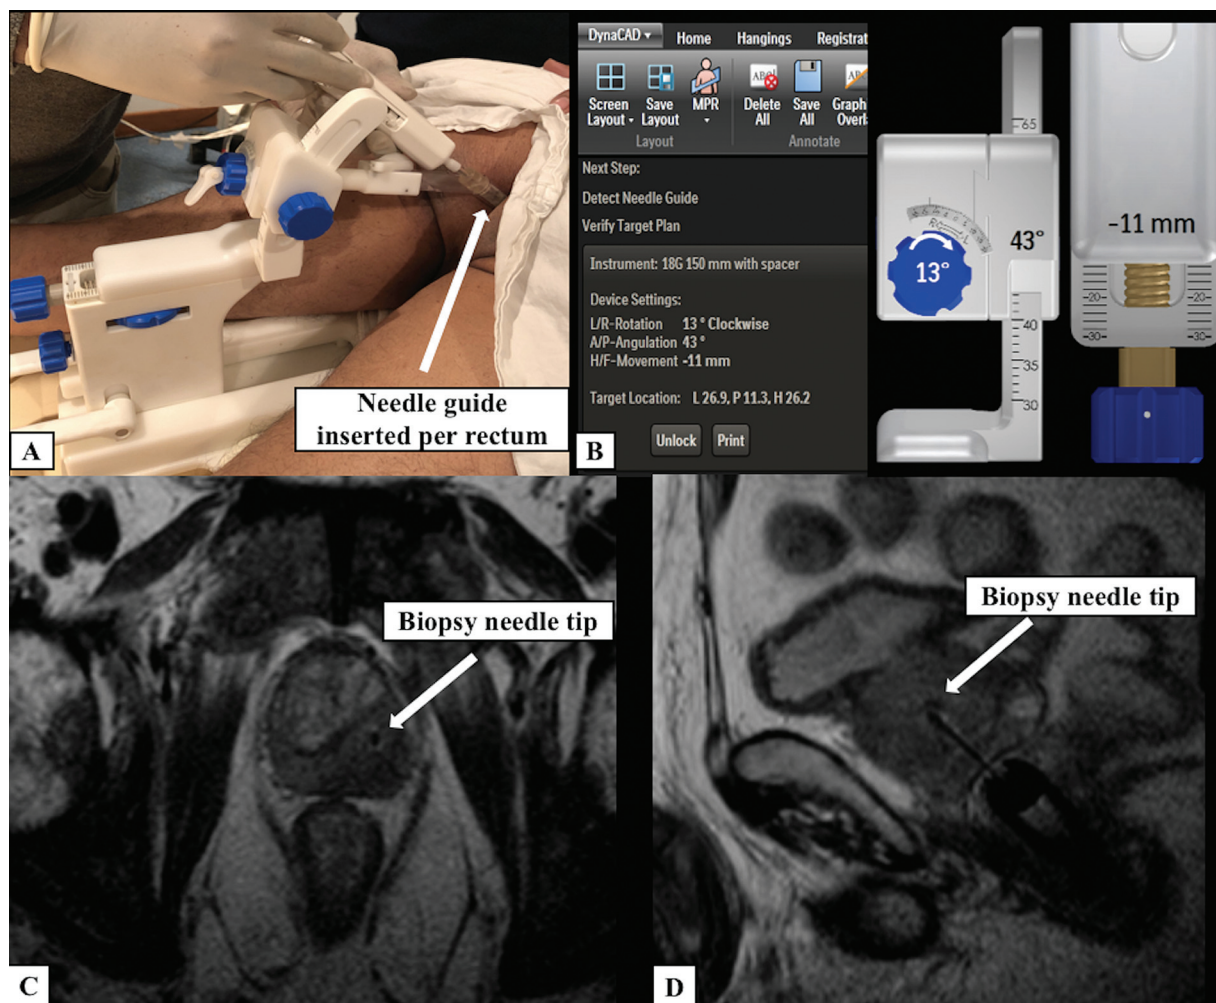 Needle guide
inserted per rectum
A
DynaCAD
Home
Hangings
Registrat
Screen
Layout
Save
Layout
MPR
Delete
All
Save
All
Graphi
Overla
Layout
Annotate
Next Step:
Detect Needle Guide
Verify Target Plan
Instrument: 18G 150 mm with spacer
Device Settings:
L/R-Rotation 13 ° Clockwise
A/P-Angulation 43 °
H/F-Movement -11 mm
Target Location: L 26.9, P 11.3, H 26.2
Unlock Print
B
65
13°
43°
40
35
30
-11 mm
-20- -20-
-30- -30-
Biopsy needle tip
C
Biopsy needle tip
D